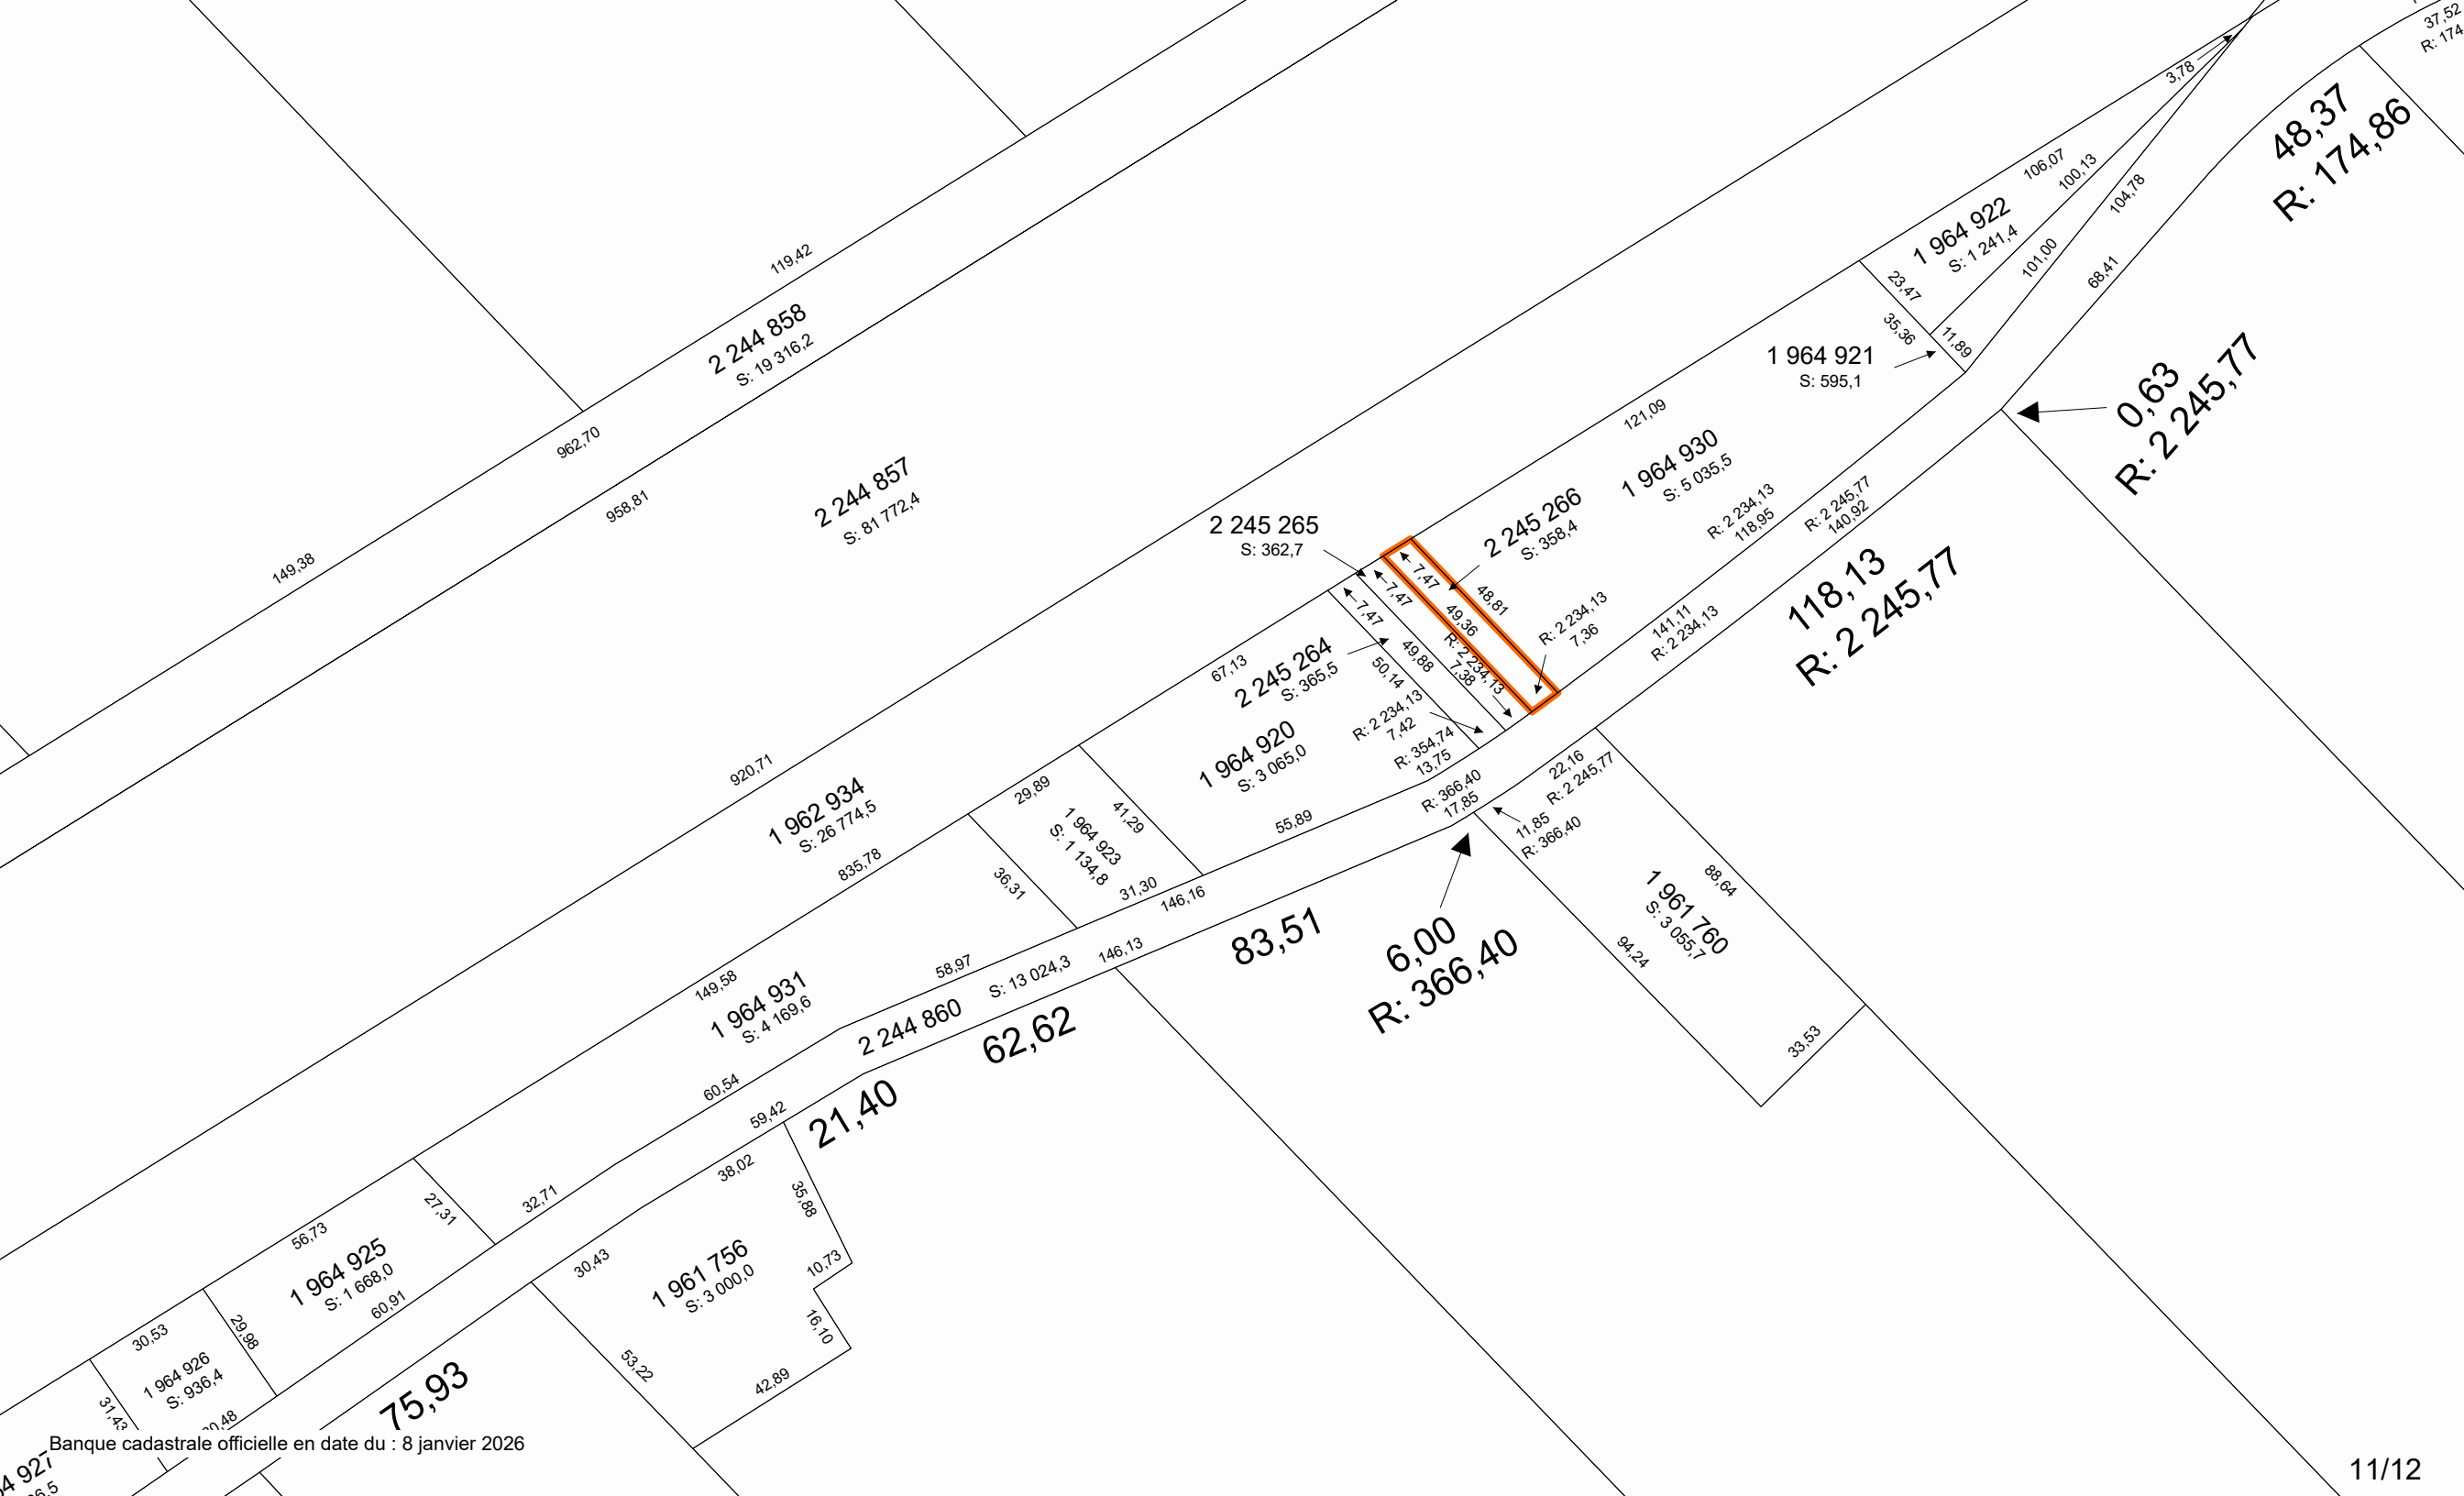 37,52
R: 174
3,78
48,37
R: 174,86
106,07
100,13
104,78
1 964 922
S: 1 241,4
101,00
68,41
23,47
35,36
11,89
1 964 921
S: 595,1
0,63
R: 2 245,77
119,42
2 244 858
S: 19 316,2
962,70
958,81
149,38
2 244 857
S: 81 772,4
121,09
1 964 930
S: 5 035,5
2 245 266
S: 358,4
2 245 265
S: 362,7
R: 2 234,13
118,95
R: 2 245,77
140,92
118,13
R: 2 245,77
7,47
7,47
7,47
48,81
49,36
R: 2 234,13
7,38
R: 2 234,13
7,36
141,11
R: 2 234,13
49,88
50,14
67,13
2 245 264
S: 365,5
R: 2 234,13
7,42
R: 354,74
13,75
1 964 920
S: 3 065,0
R: 366,40
17,85
22,16
R: 2 245,77
11,85
R: 366,40
55,89
920,71
1 962 934
S: 26 774,5
835,78
29,89
41,29
1 964 923
S: 1 134,8
36,31
31,30
146,16
146,13
83,51
6,00
R: 366,40
88,64
1 961 760
S: 3 055,7
94,24
33,53
149,58
1 964 931
S: 4 169,6
58,97
S: 13 024,3
2 244 860
62,62
60,54
59,42
21,40
38,02
35,88
10,73
16,10
42,89
53,22
1 961 756
S: 3 000,0
30,43
32,71
27,31
56,73
1 964 925
S: 1 668,0
60,91
29,98
30,53
1 964 926
S: 936,4
31,43
75,93
Banque cadastrale officielle en date du : 8 janvier 2026
4 927
11/12